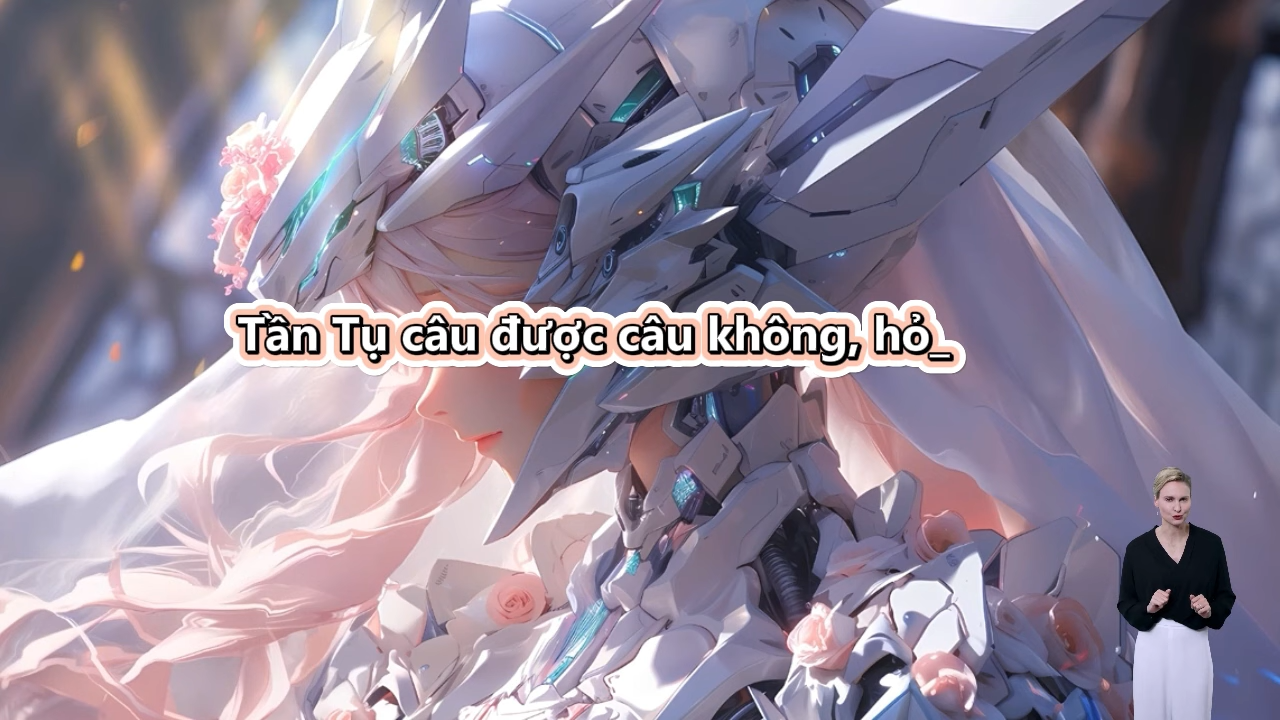 Tần Tụ câu được câu không, hỏ_